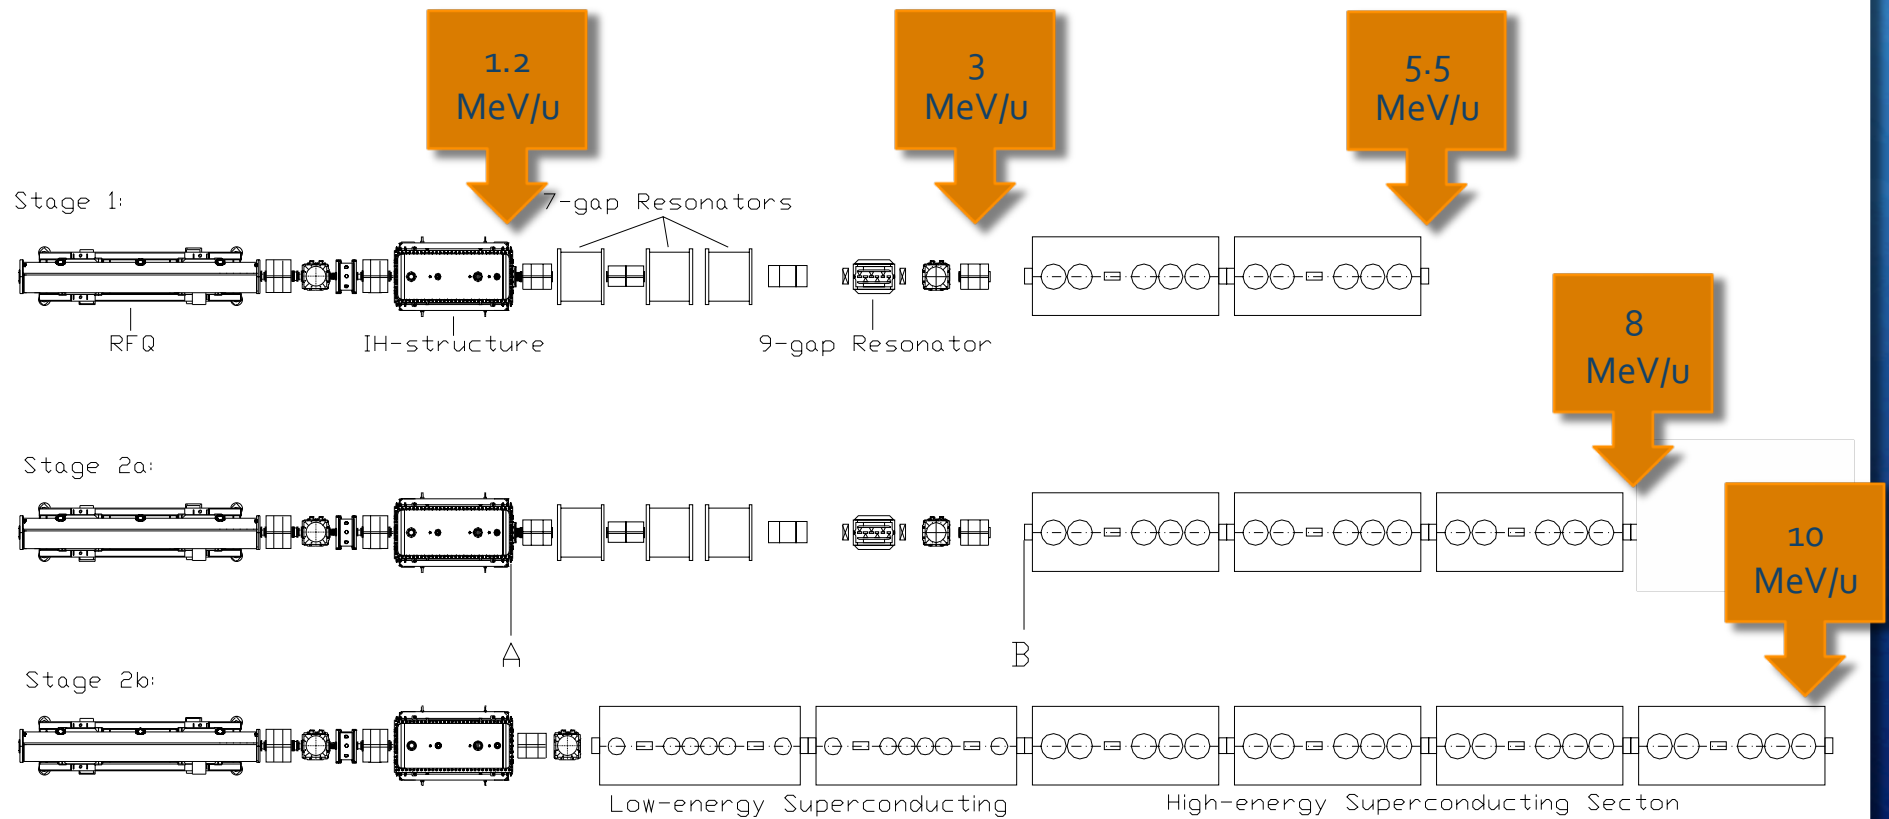 1.2
MeV/u
3
MeV/u
5.5
MeV/u
Stage 1:
7-gap Resonators
RFQ
IH-structure
9-gap Resonator
8
MeV/u
Stage 2a:
10
MeV/u
A
B
Stage 2b:
Low-energy Superconducting
High-energy Superconducting Secton